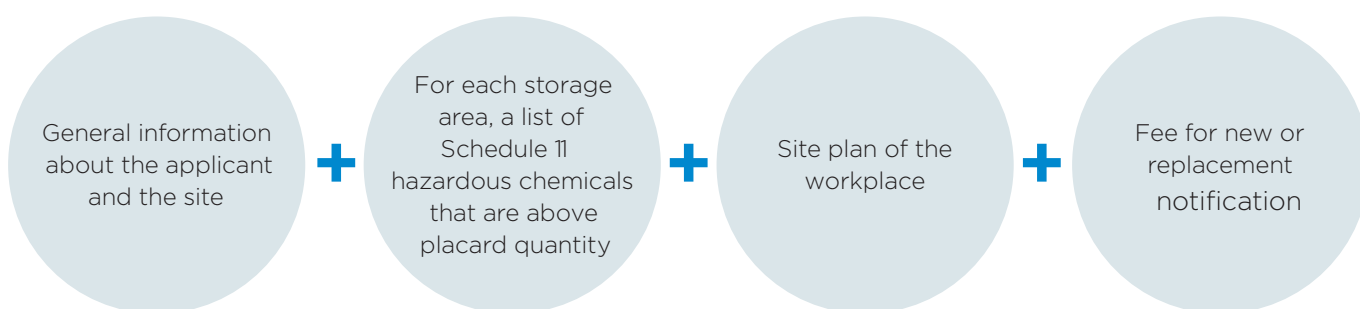 General information
about the applicant
and the site
+
For each storage
area, a list of
Schedule 11
hazardous chemicals
that are above
placard quantity
+
Site plan of the
workplace
+
Fee for new or
replacement
notification